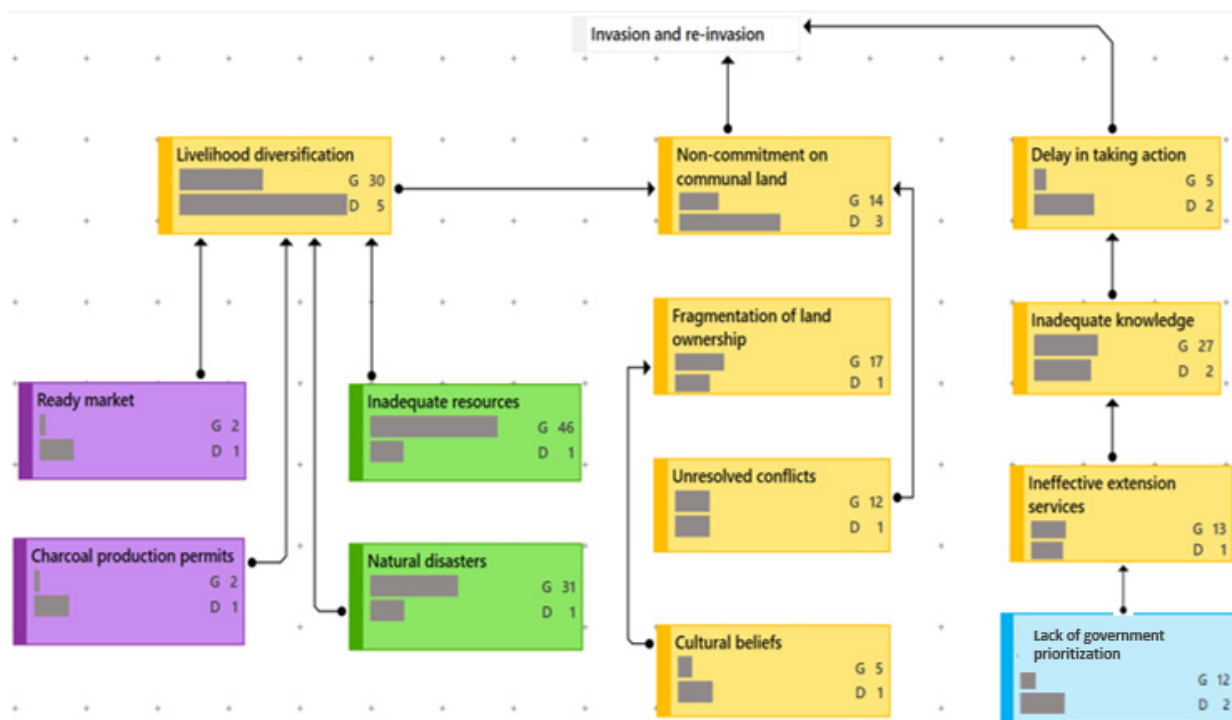 Invasion and re-invasion
Livelihood diversification
G 30
D 5
Non-commitment on
communal land
G 14
D 3
Delay in taking action
G 5
D 2
Fragmentation of land
ownership
G 17
D 1
Inadequate knowledge
G 27
D 2
Ready market
G 2
D 1
Inadequate resources
G 46
D 1
Unresolved conflicts
G 12
D 1
Ineffective extension
services
G 13
D 1
Charcoal production permits
G 2
D 1
Natural disasters
G 31
D 1
Cultural beliefs
G 5
D 1
Lack of government
prioritization
G 12
D 2